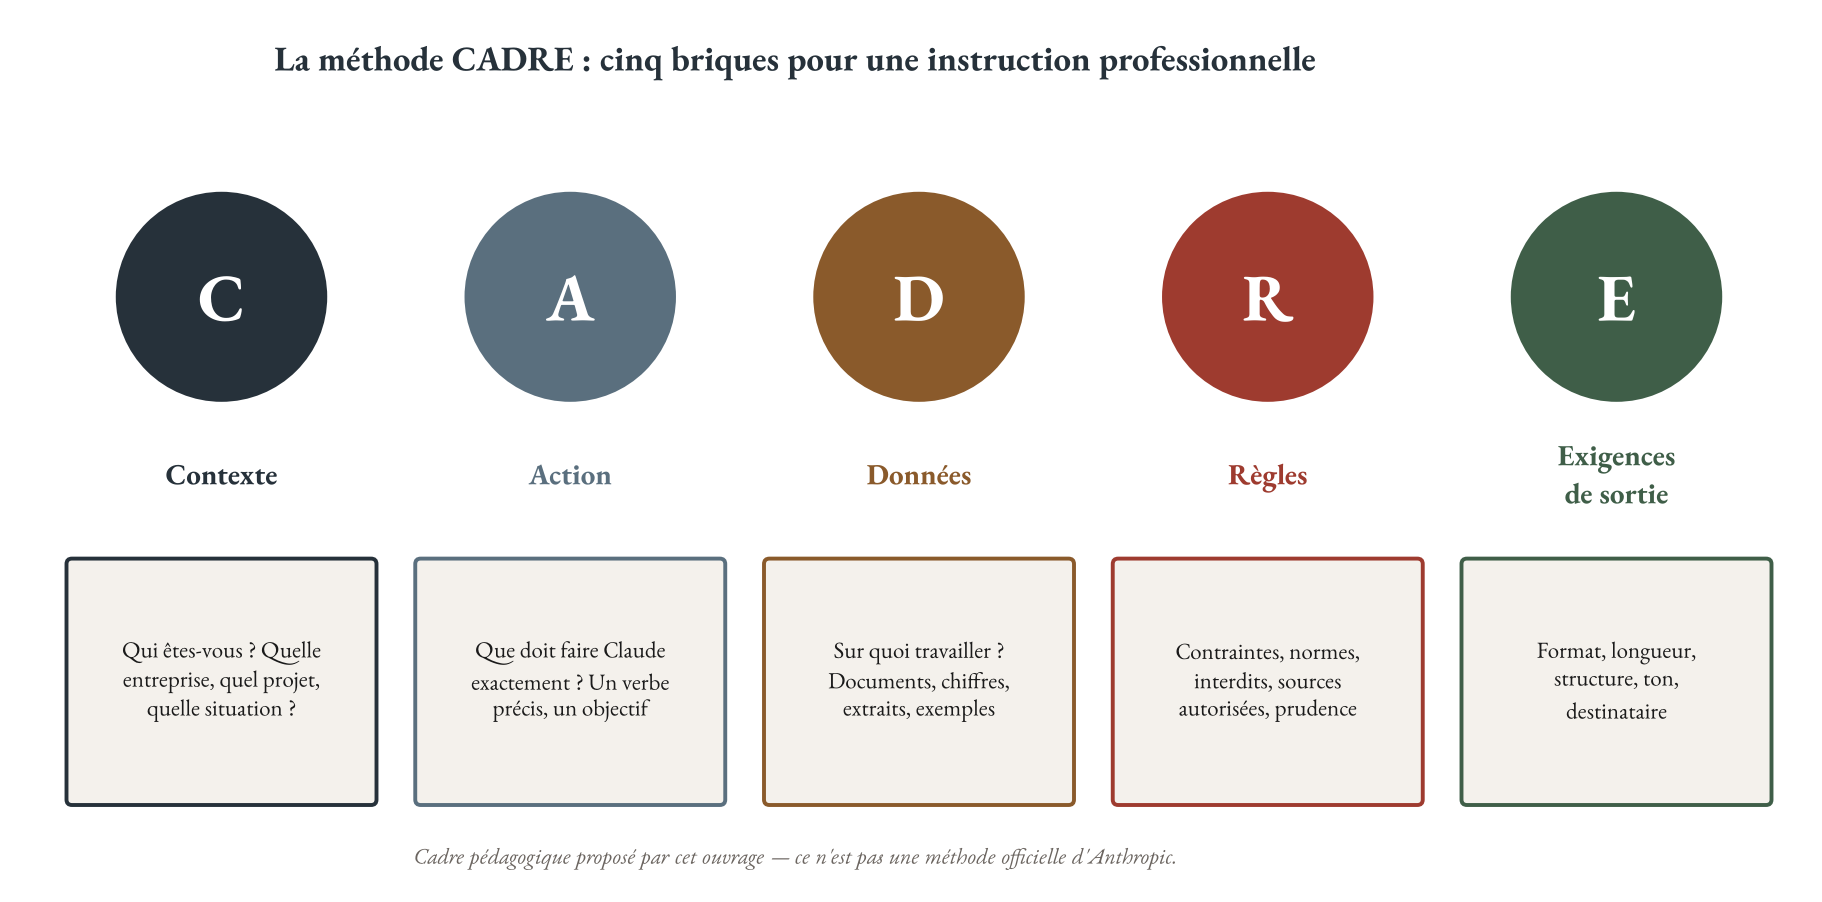 La méthode CADRE : cinq briques pour une instruction professionnelle
C
A
D
R
E
Contexte
Action
Données
Règles
Exigences
de sortie
Qui êtes-vous ? Quelle
entreprise, quel projet,
quelle situation ?
Que doit faire Claude
exactement ? Un verbe
précis, un objectif
Sur quoi travailler ?
Documents, chiffres,
extraits, exemples
Contraintes, normes,
interdits, sources
autorisées, prudence
Format, longueur,
structure, ton,
destinataire
Cadre pédagogique proposé par cet ouvrage — ce n'est pas une méthode officielle d'Anthropic.